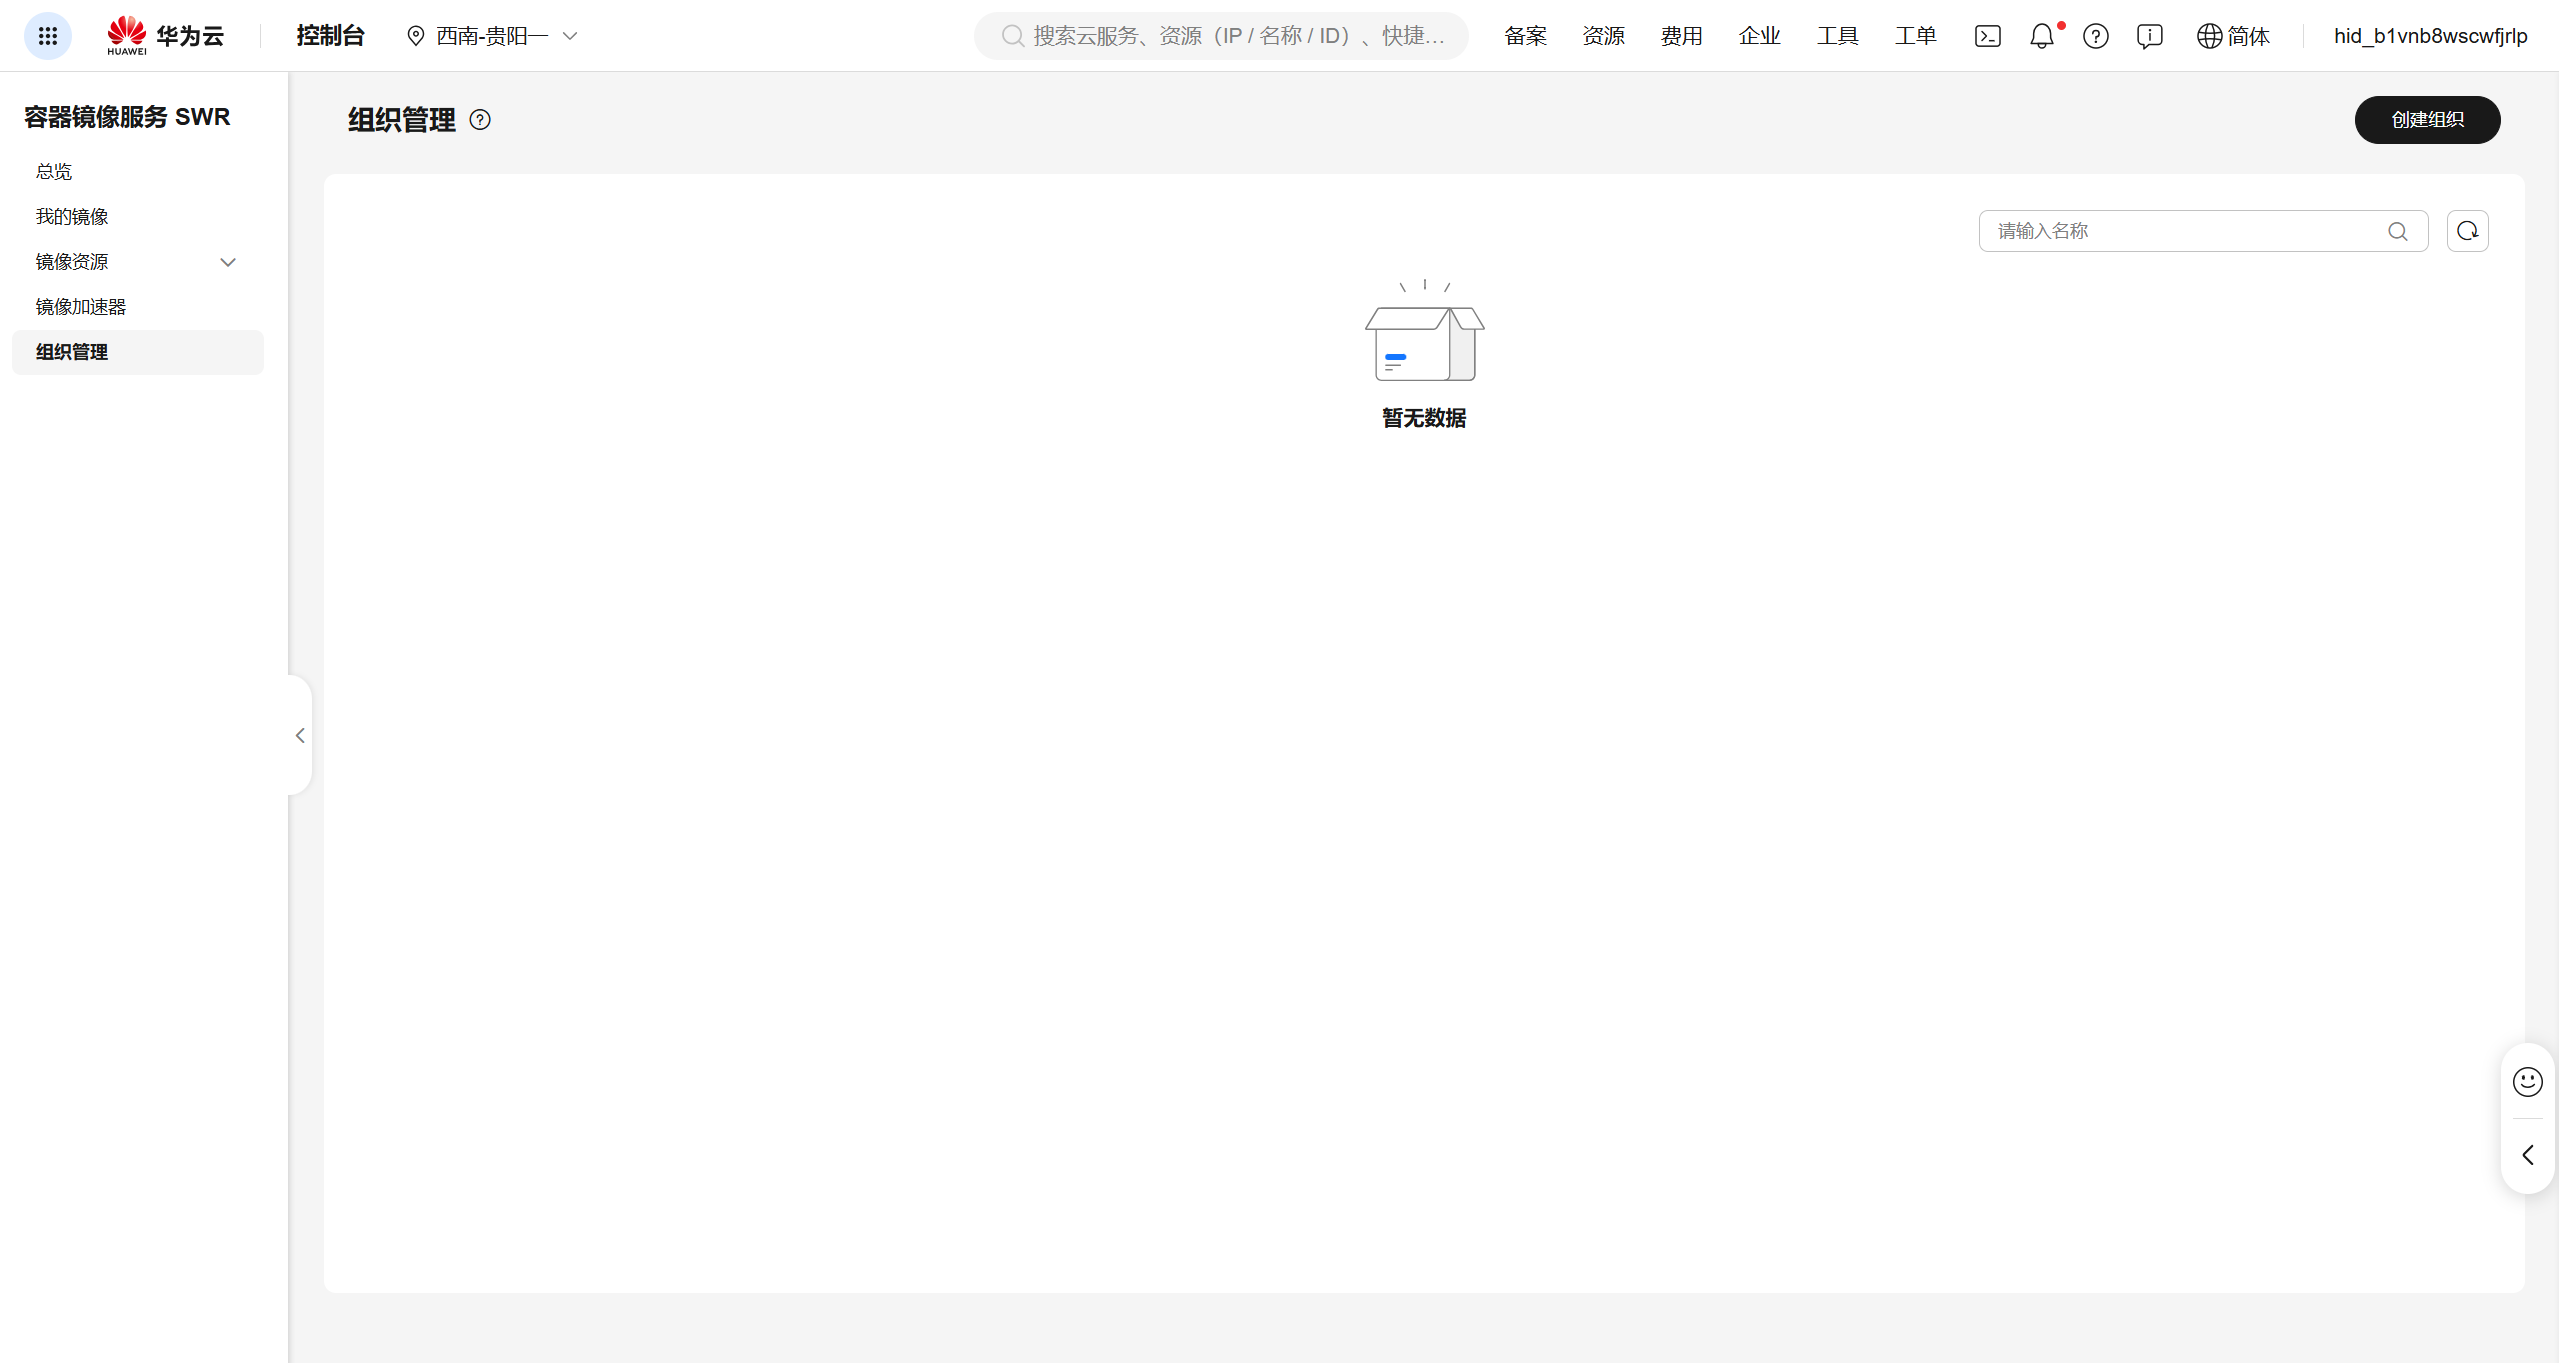 HUAWEI 华为云 控制台 西南-贵阳一 搜索云服务、资源（IP / 名称 / ID）、快捷... 备案 资源 费用 企业 工具 工单 简体 hid_b1vnb8wscwfjrlp
容器镜像服务 SWR
总览
我的镜像
镜像资源
镜像加速器
组织管理
组织管理
创建组织
请输入名称
暂无数据